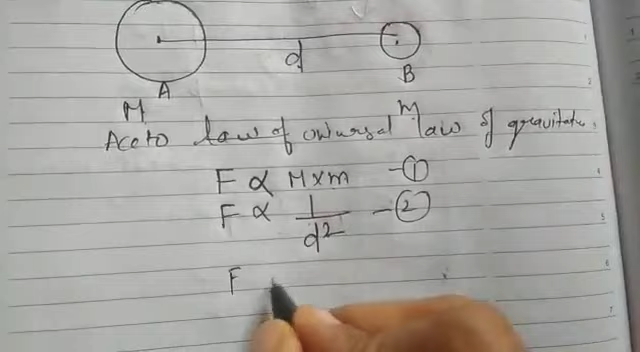 d
A
B
M
m
Acc to law of universal law of gravitation
F ∝ M×m -①
F ∝ 1/d² -②
F